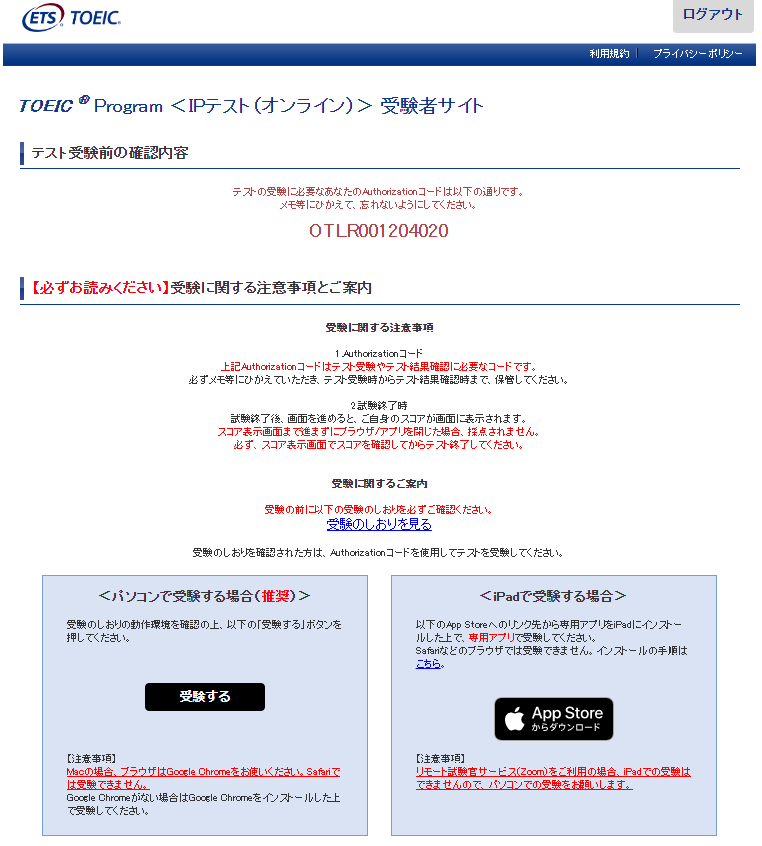 ETS TOEIC.
ログアウト
利用規約 | プライバシーポリシー
TOEIC ® Program ＜IPテスト（オンライン）＞ 受験者サイト
テスト受験前の確認内容
テストの受験に必要なあなたのAuthorizationコードは以下の通りです。
メモ等にひかえて、忘れないようにしてください。
OTLR001204020
【必ずお読みください】受験に関する注意事項とご案内
受験に関する注意事項
1.Authorizationコード
上記Authorizationコードはテスト受験やテスト結果確認に必要なコードです。
必ずメモ等にひかえていただき、テスト受験時からテスト結果確認時まで、保管してください。
2.試験終了時
試験終了後、画面を進めると、ご自身のスコアが画面に表示されます。
スコア表示画面まで進まずにブラウザ/アプリを閉じた場合、採点されません。
必ず、スコア表示画面でスコアを確認してからテスト終了してください。
受験に関するご案内
受験の前に以下の受験のしおりを必ずご確認ください。
受験のしおりを見る
受験のしおりを確認された方は、Authorizationコードを使用してテストを受験してください。
＜パソコンで受験する場合（推奨）＞
受験のしおりの動作環境を確認の上、以下の「受験する」ボタンを
押してください。
受験する
【注意事項】
Macの場合、ブラウザはGoogle Chromeをお使いください。Safariで
は受験できません。
Google Chromeがない場合はGoogle Chromeをインストールした上
で受験してください。
＜iPadで受験する場合＞
以下のApp Storeへのリンク先から専用アプリをiPadにインストー
ルした上で、専用アプリで受験してください。
Safariなどのブラウザでは受験できません。インストールの手順は
こちら。
App Store
からダウンロード
【注意事項】
リモート試験官サービス(Zoom)をご利用の場合、iPadでの受験は
できませんので、パソコンでの受験をお願いします。